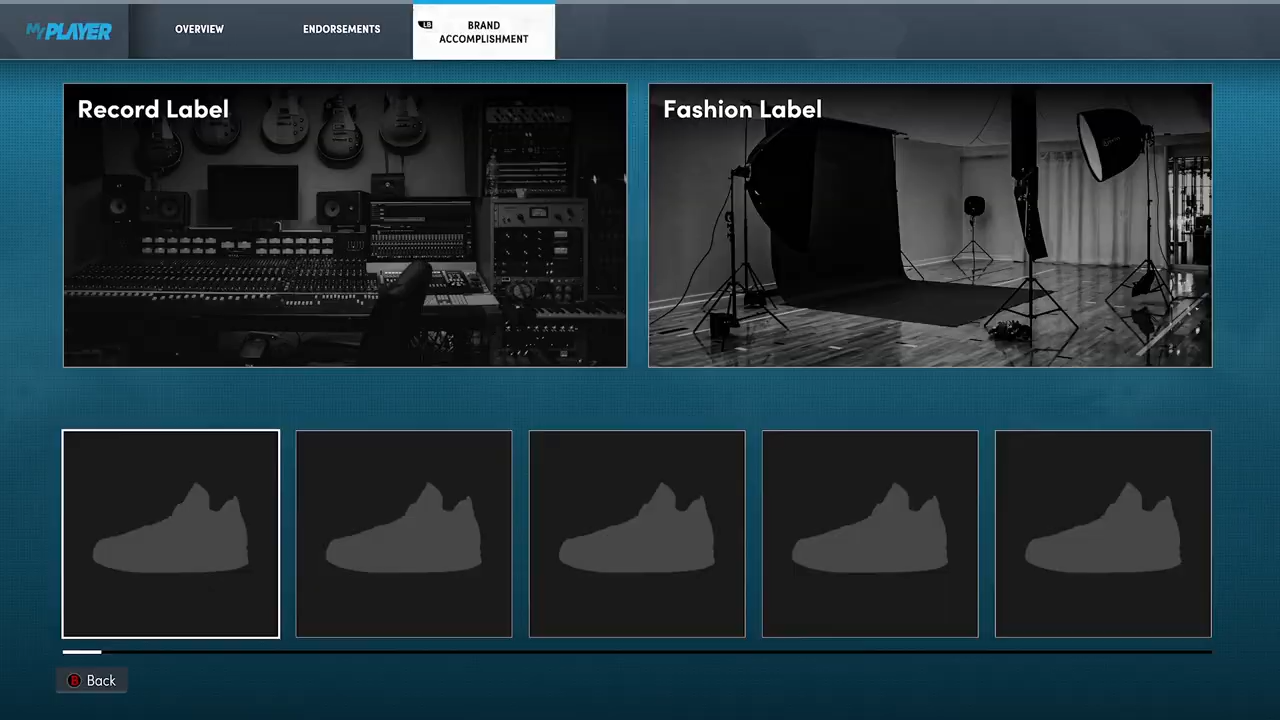 MyPLAYER
OVERVIEW
ENDORSEMENTS
LB
BRAND
ACCOMPLISHMENT
Record Label
Fashion Label
B Back